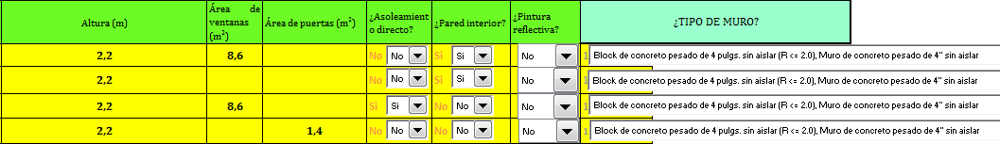 Altura (m)
Área de ventanas (m²)
Área de puertas (m²)
¿Asoleamient o directo?
¿Pared interior?
¿Pintura reflectiva?
¿TIPO DE MURO?
2,2 8,6 No No Si Si No 1 Block de concreto pesado de 4 pulgs. sin aislar (R <= 2.0), Muro de concreto pesado de 4" sin aislar
2,2 No No Si Si No 1 Block de concreto pesado de 4 pulgs. sin aislar (R <= 2.0), Muro de concreto pesado de 4" sin aislar
2,2 8,6 Si Si No No No 1 Block de concreto pesado de 4 pulgs. sin aislar (R <= 2.0), Muro de concreto pesado de 4" sin aislar
2,2 1,4 No No No No No 1 Block de concreto pesado de 4 pulgs. sin aislar (R <= 2.0), Muro de concreto pesado de 4" sin aislar